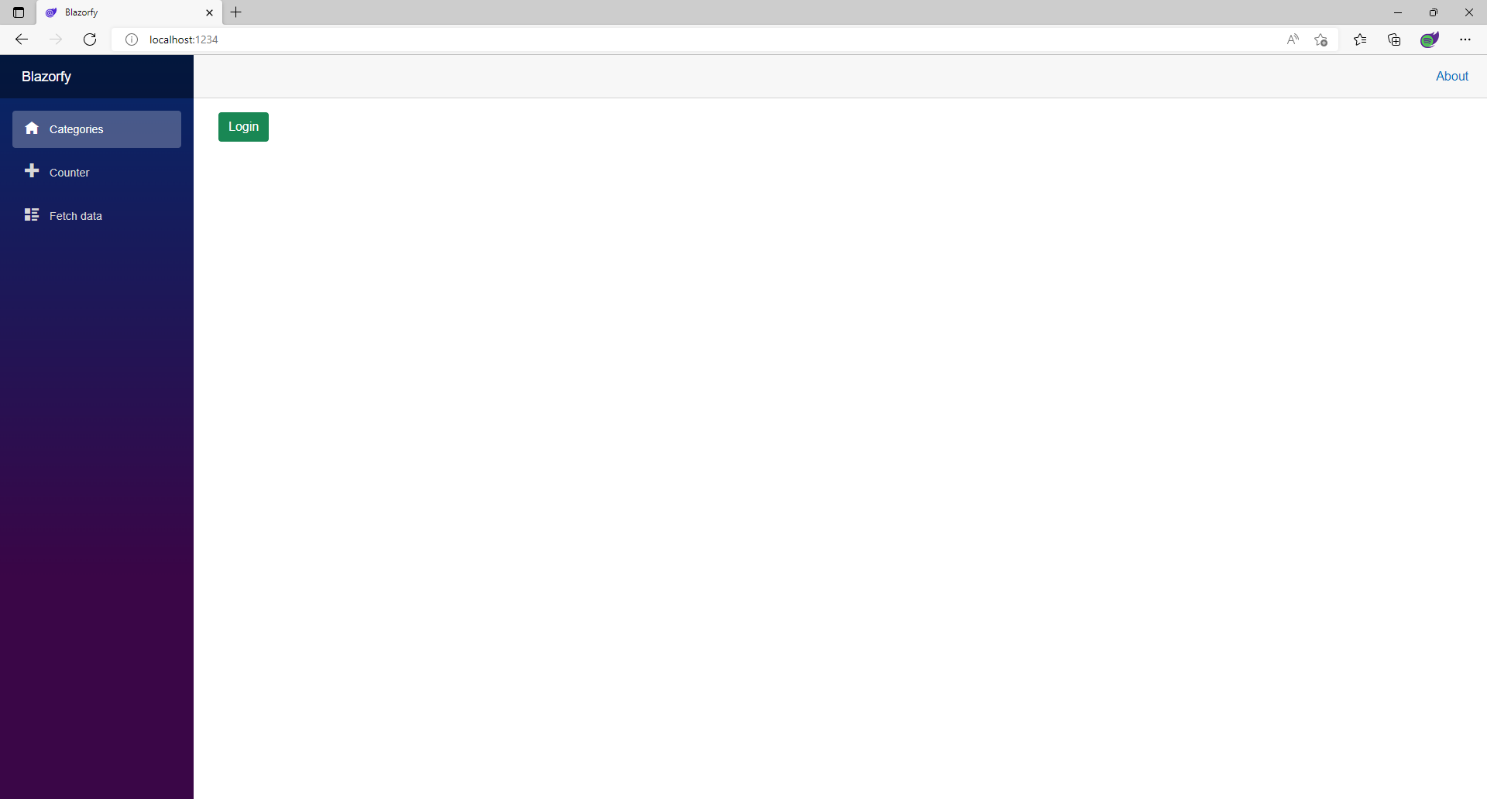 Blazorfy
localhost:1234
Blazorfy
About
Categories
Login
Counter
Fetch data